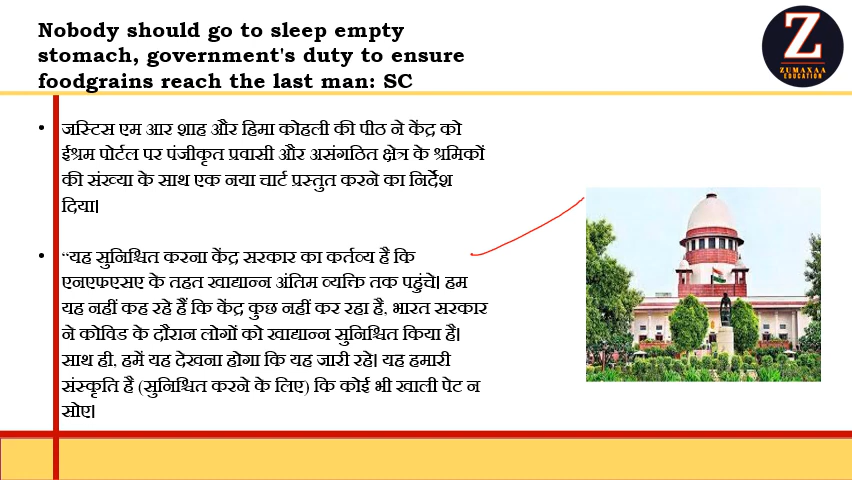 Nobody should go to sleep empty
stomach, government's duty to ensure
foodgrains reach the last man: SC
Z
ZUMAXAA
EDUCATION
• जस्टिस एम आर शाह और हिमा कोहली की पीठ ने केंद्र को
ईश्रम पोर्टल पर पंजीकृत प्रवासी और असंगठित क्षेत्र के श्रमिकों
की संख्या के साथ एक नया चार्ट प्रस्तुत करने का निर्देश
दिया।
• “यह सुनिश्चित करना केंद्र सरकार का कर्तव्य है कि
एनएफएसए के तहत खाद्यान्न अंतिम व्यक्ति तक पहुंचे। हम
यह नहीं कह रहे हैं कि केंद्र कुछ नहीं कर रहा है, भारत सरकार
ने कोविड के दौरान लोगों को खाद्यान्न सुनिश्चित किया है।
साथ ही, हमें यह देखना होगा कि यह जारी रहे। यह हमारी
संस्कृति है (सुनिश्चित करने के लिए) कि कोई भी खाली पेट न
सोए।